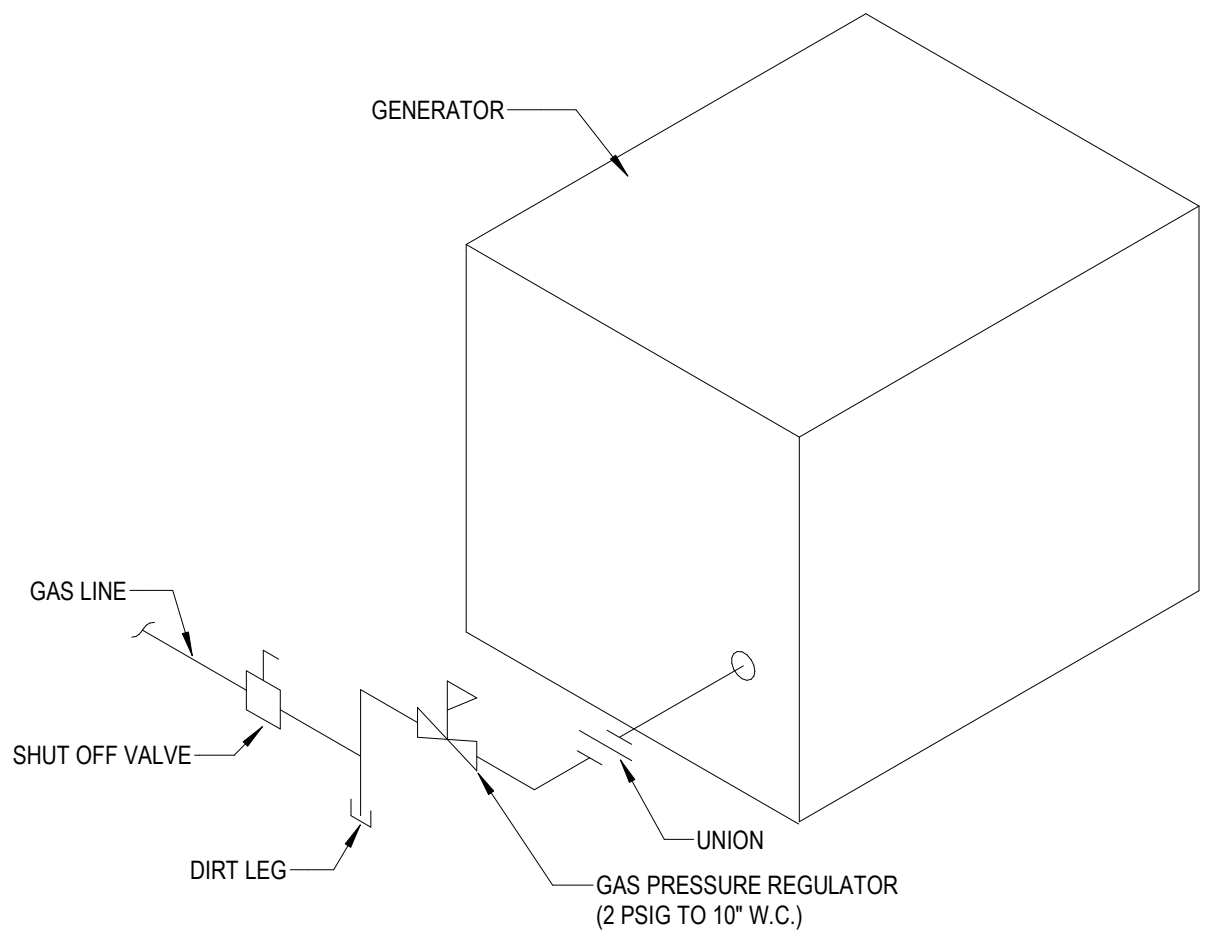 GENERATOR
GAS LINE
SHUT OFF VALVE
DIRT LEG
UNION
GAS PRESSURE REGULATOR
(2 PSIG TO 10" W.C.)